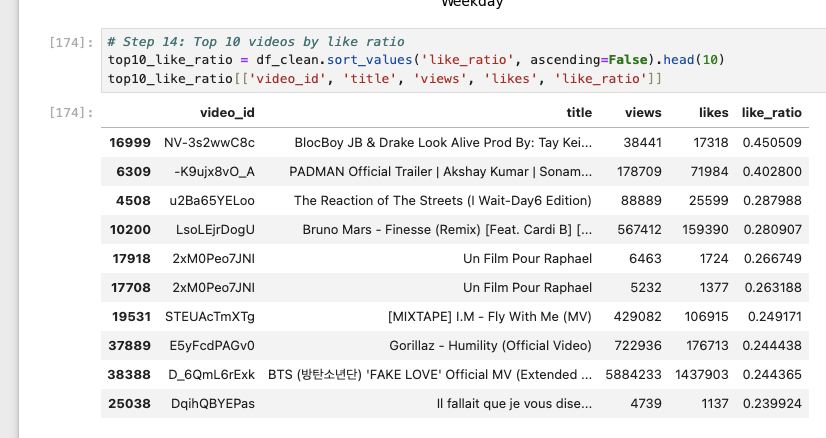 Weekday
[174]: # Step 14: Top 10 videos by like ratio
top10_like_ratio = df_clean.sort_values('like_ratio', ascending=False).head(10)
top10_like_ratio[['video_id', 'title', 'views', 'likes', 'like_ratio']]
[174]: video_id title views likes like_ratio
16999 NV-3s2wwC8c BlocBoy JB & Drake Look Alive Prod By: Tay Kei... 38441 17318 0.450509
6309 -K9ujx8vO_A PADMAN Official Trailer | Akshay Kumar | Sonam... 178709 71984 0.402800
4508 u2Ba65YELoo The Reaction of The Streets (I Wait-Day6 Edition) 88889 25599 0.287988
10200 LsoLEjrDogU Bruno Mars - Finesse (Remix) [Feat. Cardi B] [... 567412 159390 0.280907
17918 2xM0Peo7JNI Un Film Pour Raphael 6463 1724 0.266749
17708 2xM0Peo7JNI Un Film Pour Raphael 5232 1377 0.263188
19531 STEUAcTmXTg [MIXTAPE] I.M - Fly With Me (MV) 429082 106915 0.249171
37889 E5yFcdPAGv0 Gorillaz - Humility (Official Video) 722936 176713 0.244438
38388 D_6QmL6rExk BTS (방탄소년단) 'FAKE LOVE' Official MV (Extended ... 5884233 1437903 0.244365
25038 DqihQBYEPas Il fallait que je vous dise... 4739 1137 0.239924